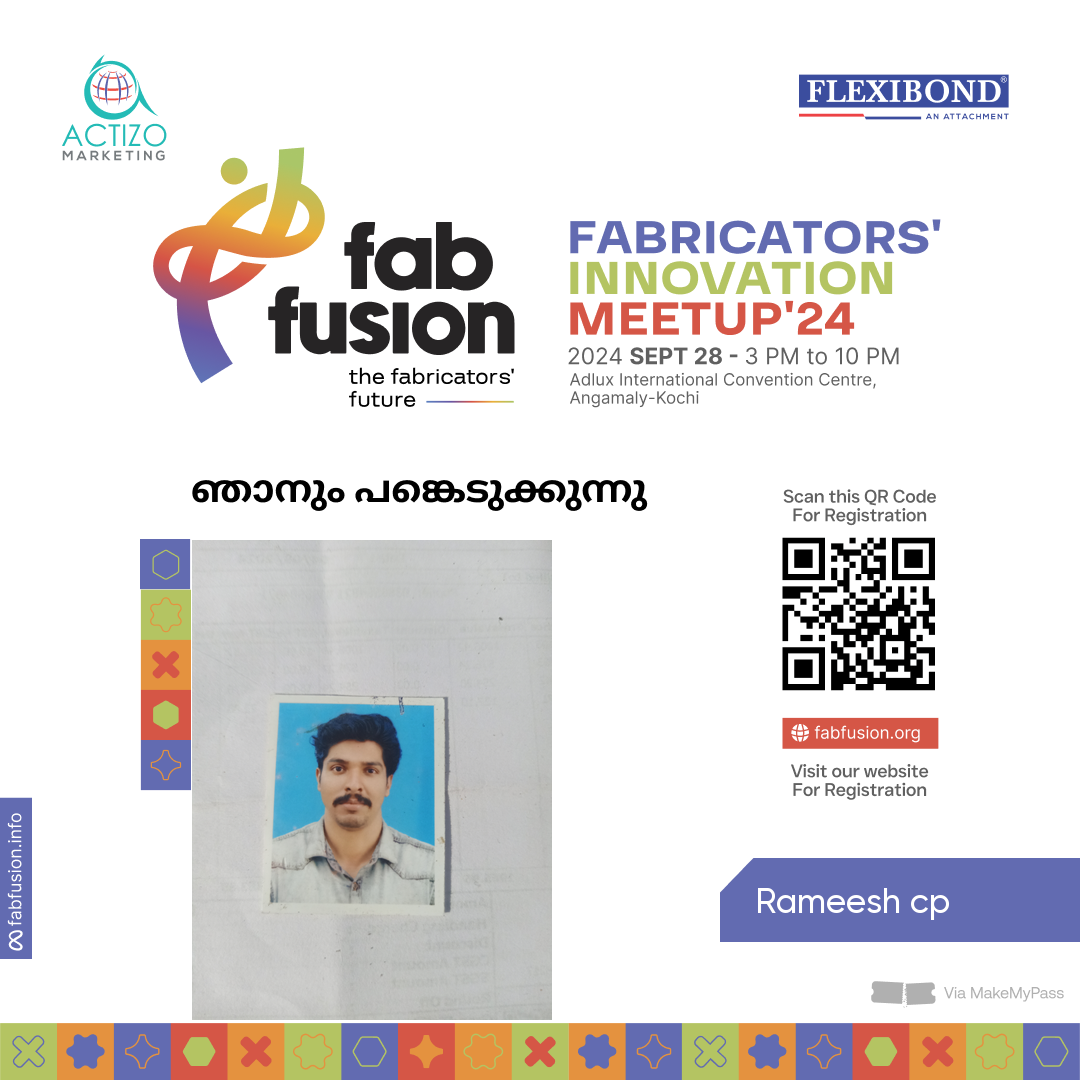 ACTIZO
MARKETING
FLEXIBOND®
AN ATTACHMENT
fab
fusion
the fabricators'
future
FABRICATORS'
INNOVATION
MEETUP'24
2024 SEPT 28 - 3 PM to 10 PM
Adlux International Convention Centre,
Angamaly-Kochi
ഞാനും പങ്കെടുക്കുന്നു
Scan this QR Code
For Registration
fabfusion.org
Visit our website
For Registration
fabfusion.info
Rameesh cp
Via MakeMyPass